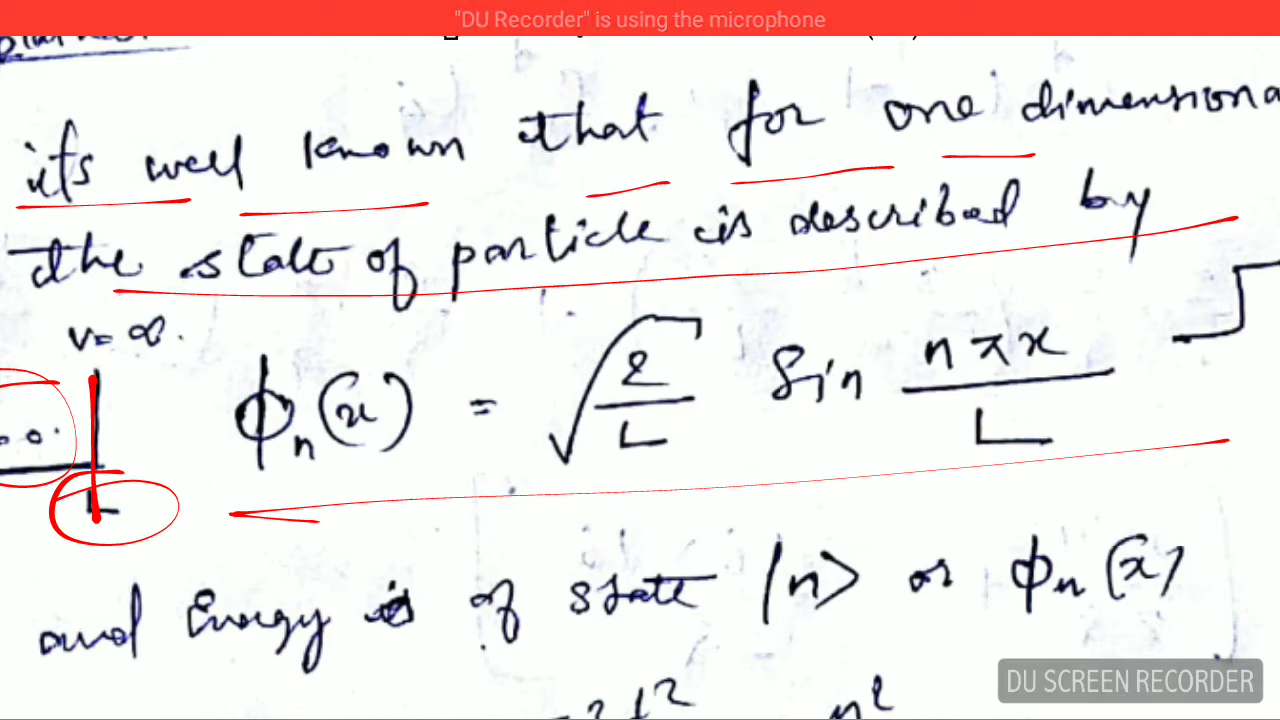 "DU Recorder" is using the microphone
its well known that for one dimensiona
the state of particle is described by
V=∞.
ϕn(x) = √2/L Sin nπx/L
L
and Energy is of state |n> or ϕn(x)
n²
DU SCREEN RECORDER